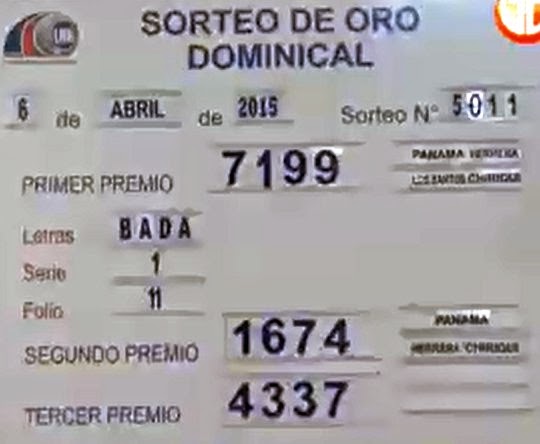 SORTEO DE ORO
DOMINICAL
6 de ABRIL de 2015 Sorteo N° 5011
PRIMER PREMIO 7199 PANAMA HERRERA
LOS SANTOS CHIRIQUI
Letras BADA
Serie 1
Folio 11
PANAMA
SEGUNDO PREMIO 1674 HERRERA CHIRIQUI
TERCER PREMIO 4337